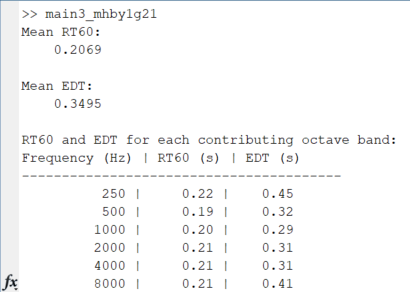 >> main3_mhby1g21
Mean RT60:
0.2069
Mean EDT:
0.3495
RT60 and EDT for each contributing octave band:
Frequency (Hz) | RT60 (s) | EDT (s)
----------------------------------------
250 | 0.22 | 0.45
500 | 0.19 | 0.32
1000 | 0.20 | 0.29
2000 | 0.21 | 0.31
4000 | 0.21 | 0.31
8000 | 0.21 | 0.41
fx